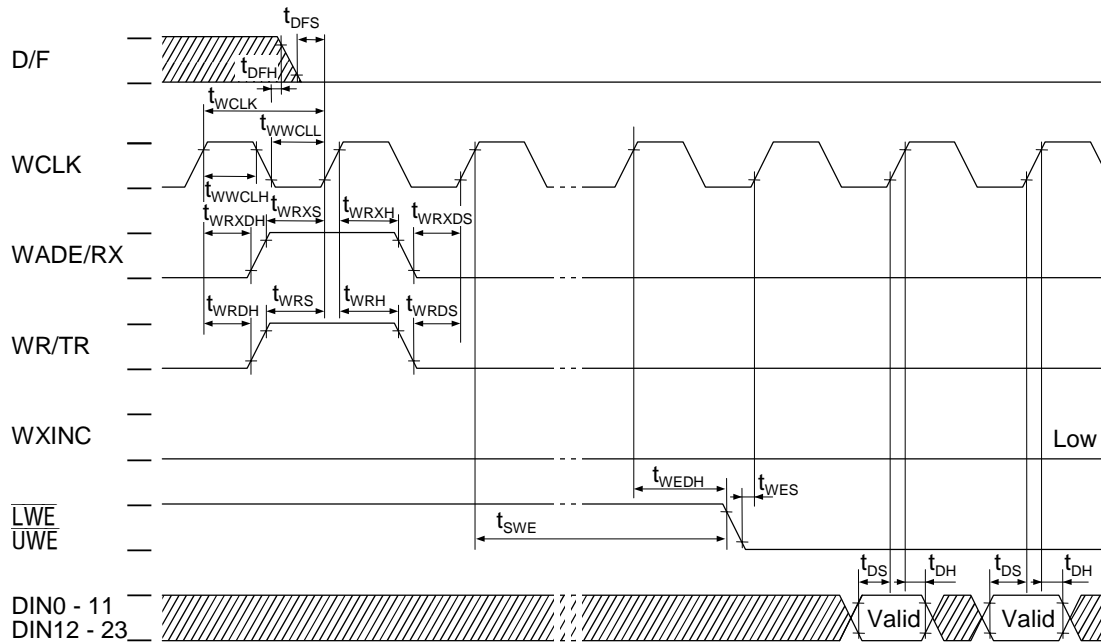 tDFS
D/F
tDFH
tWCLK
tWWCLL
WCLK
tWWCLH
tWRXDH
tWRXS
tWRXH
tWRXDS
WADE/RX
tWRDH
tWRS
tWRH
tWRDS
WR/TR
WXINC
Low
tWEDH
tWES
LWE
UWE
tSWE
tDS
tDH
tDS
tDH
DIN0 - 11
DIN12 - 23
Valid
Valid